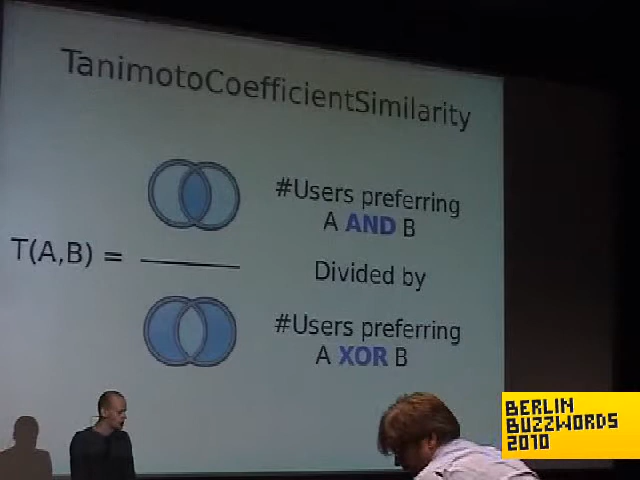 TanimotoCoefficientSimilarity
#Users preferring
A AND B
T(A,B) =
Divided by
#Users preferring
A XOR B
BERLIN
BUZZWORDS
2010